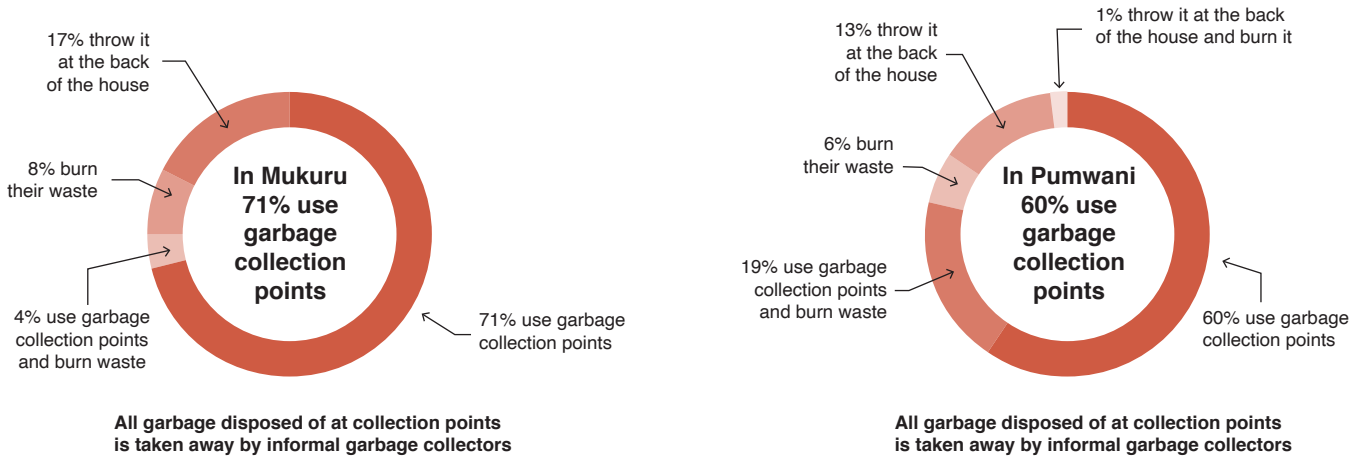 17% throw it
at the back
of the house
8% burn
their waste
4% use garbage
collection points
and burn waste
In Mukuru
71% use
garbage
collection
points
71% use garbage
collection points
All garbage disposed of at collection points
is taken away by informal garbage collectors
1% throw it at the back
of the house and burn it
13% throw it
at the back
of the house
6% burn
their waste
19% use garbage
collection points
and burn waste
In Pumwani
60% use
garbage
collection
points
60% use garbage
collection points
All garbage disposed of at collection points
is taken away by informal garbage collectors